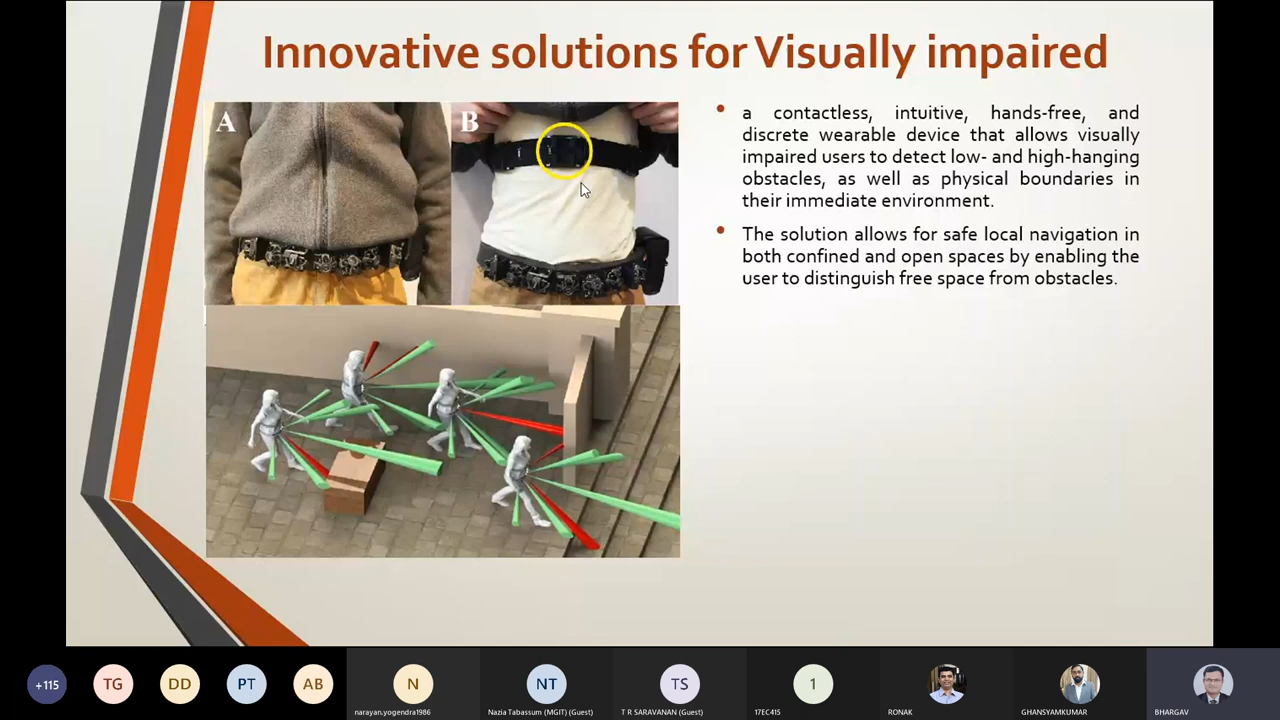 Innovative solutions for Visually impaired
A
B
a contactless, intuitive, hands-free, and
discrete wearable device that allows visually
impaired users to detect low- and high-hanging
obstacles, as well as physical boundaries in
their immediate environment.
The solution allows for safe local navigation in
both confined and open spaces by enabling the
user to distinguish free space from obstacles.
+115
TG
DD
PT
AB
N
NT
TS
1
narayan.yogendra1986
Nazia Tabassum (MGIT) (Guest)
T R SARAVANAN (Guest)
17EC415
RONAK
GHANSYAMKUMAR
BHARGAV